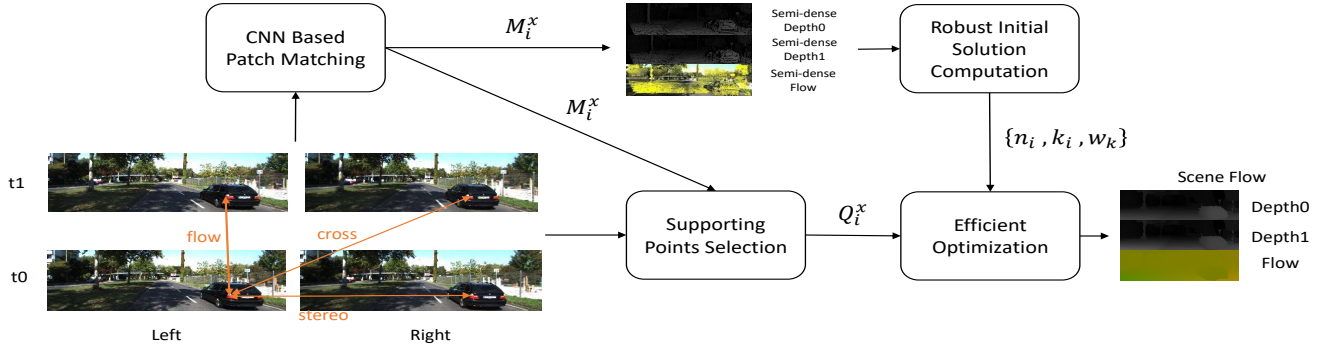 CNN Based
Patch Matching
M_i^x
Semi-dense
Depth0
Semi-dense
Depth1
Semi-dense
Flow
Robust Initial
Solution
Computation
M_i^x
{n_i , k_i , w_k}
t1
flow
cross
t0
stereo
Left
Right
Supporting
Points Selection
Q_i^x
Efficient
Optimization
Scene Flow
Depth0
Depth1
Flow